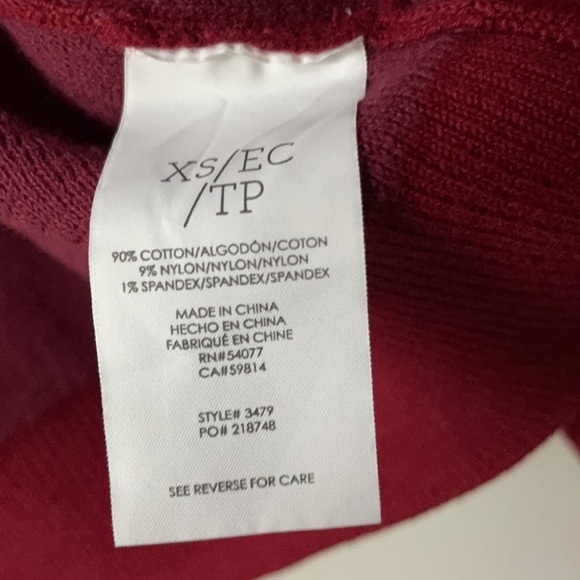 XS/EC
/TP
90% COTTON/ALGODÓN/COTON
9% NYLON/NYLON/NYLON
1% SPANDEX/SPANDEX/SPANDEX
MADE IN CHINA
HECHO EN CHINA
FABRIQUÉ EN CHINE
RN#54077
CA#59814
STYLE# 3479
PO# 218748
SEE REVERSE FOR CARE